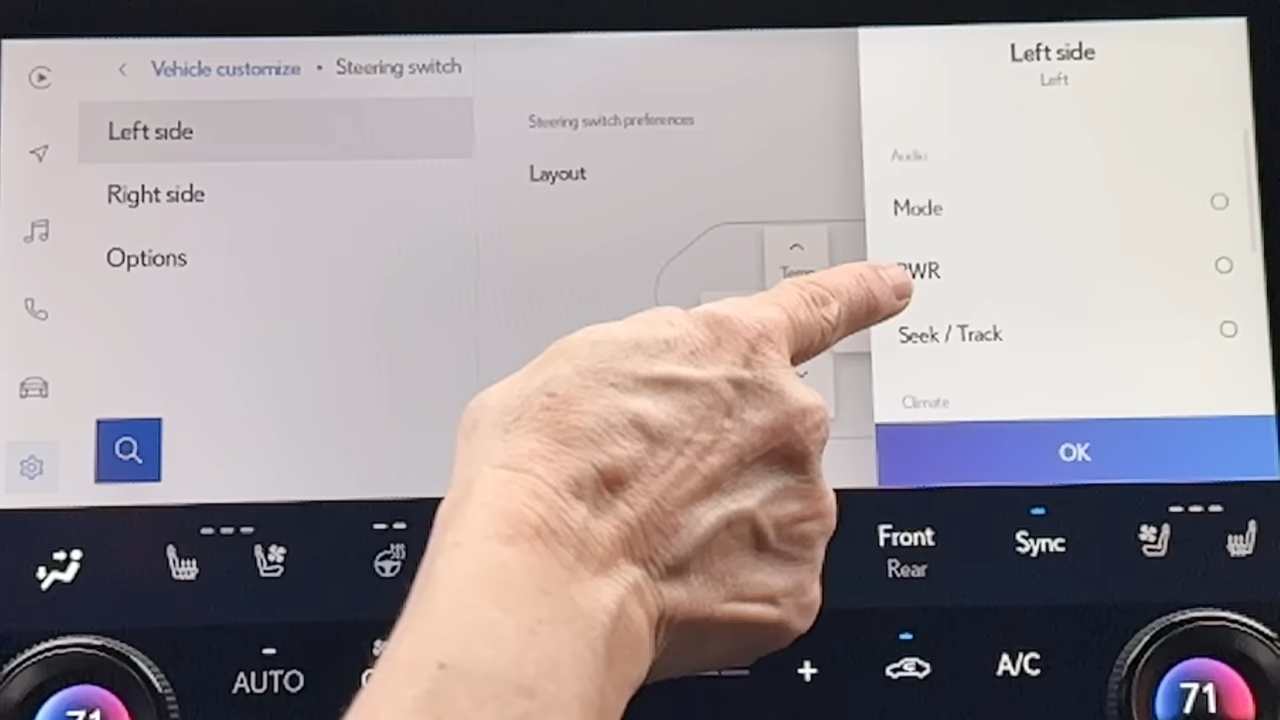 Vehicle customize • Steering switch
Left side
Right side
Options
Steering switch preferences
Layout
Left side
Left
Audio
Mode
PWR
Seek / Track
Climate
OK
Front
Rear
Sync
AUTO
+
A/C
71
71